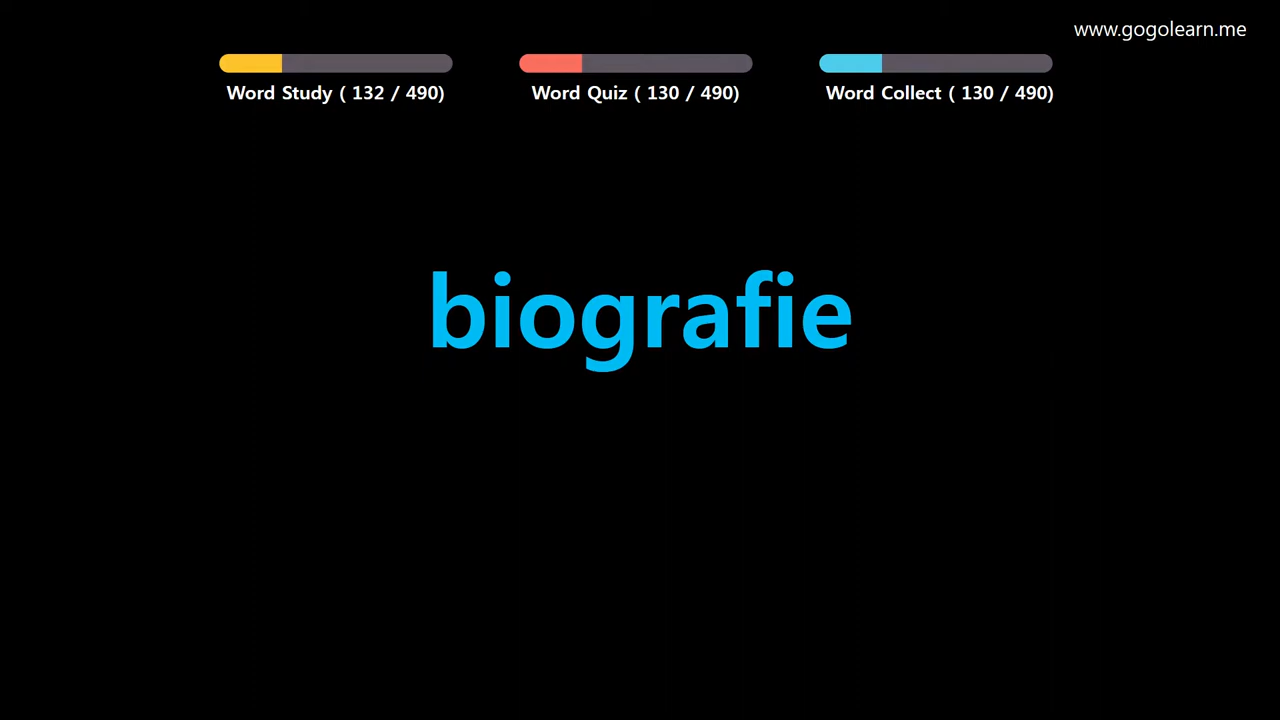 www.gogolearn.me
Word Study ( 132 / 490)
Word Quiz ( 130 / 490)
Word Collect ( 130 / 490)
biografie